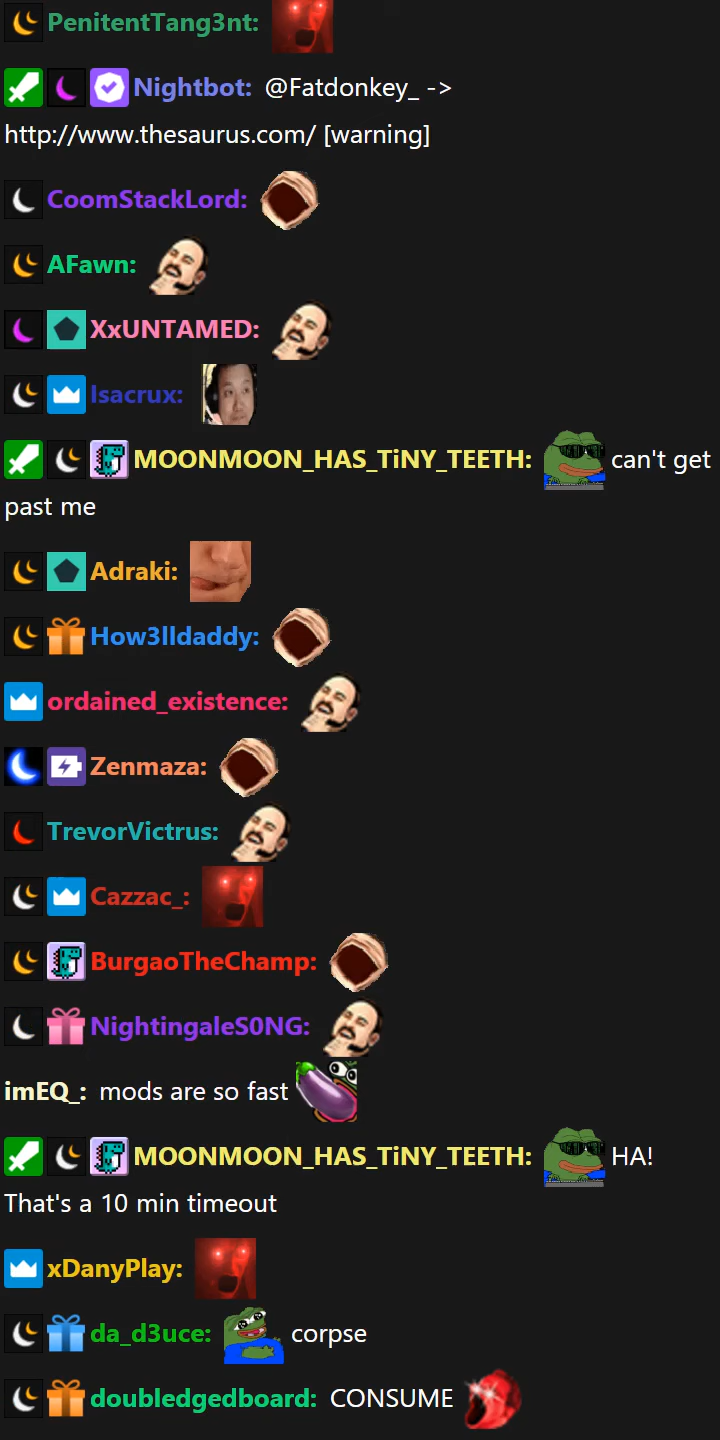 PenitentTang3nt:
Nightbot: @Fatdonkey_ ->
http://www.thesaurus.com/ [warning]
CoomStackLord:
AFawn:
XxUNTAMED:
Isacrux:
MOONMOON_HAS_TiNY_TEETH: can't get
past me
Adraki:
How3lldaddy:
ordained_existence:
Zenmaza:
TrevorVictrus:
Cazzac_:
BurgaoTheChamp:
NightingaleS0NG:
imEQ_: mods are so fast
MOONMOON_HAS_TiNY_TEETH: HA!
That's a 10 min timeout
xDanyPlay:
da_d3uce: corpse
doubledgedboard: CONSUME